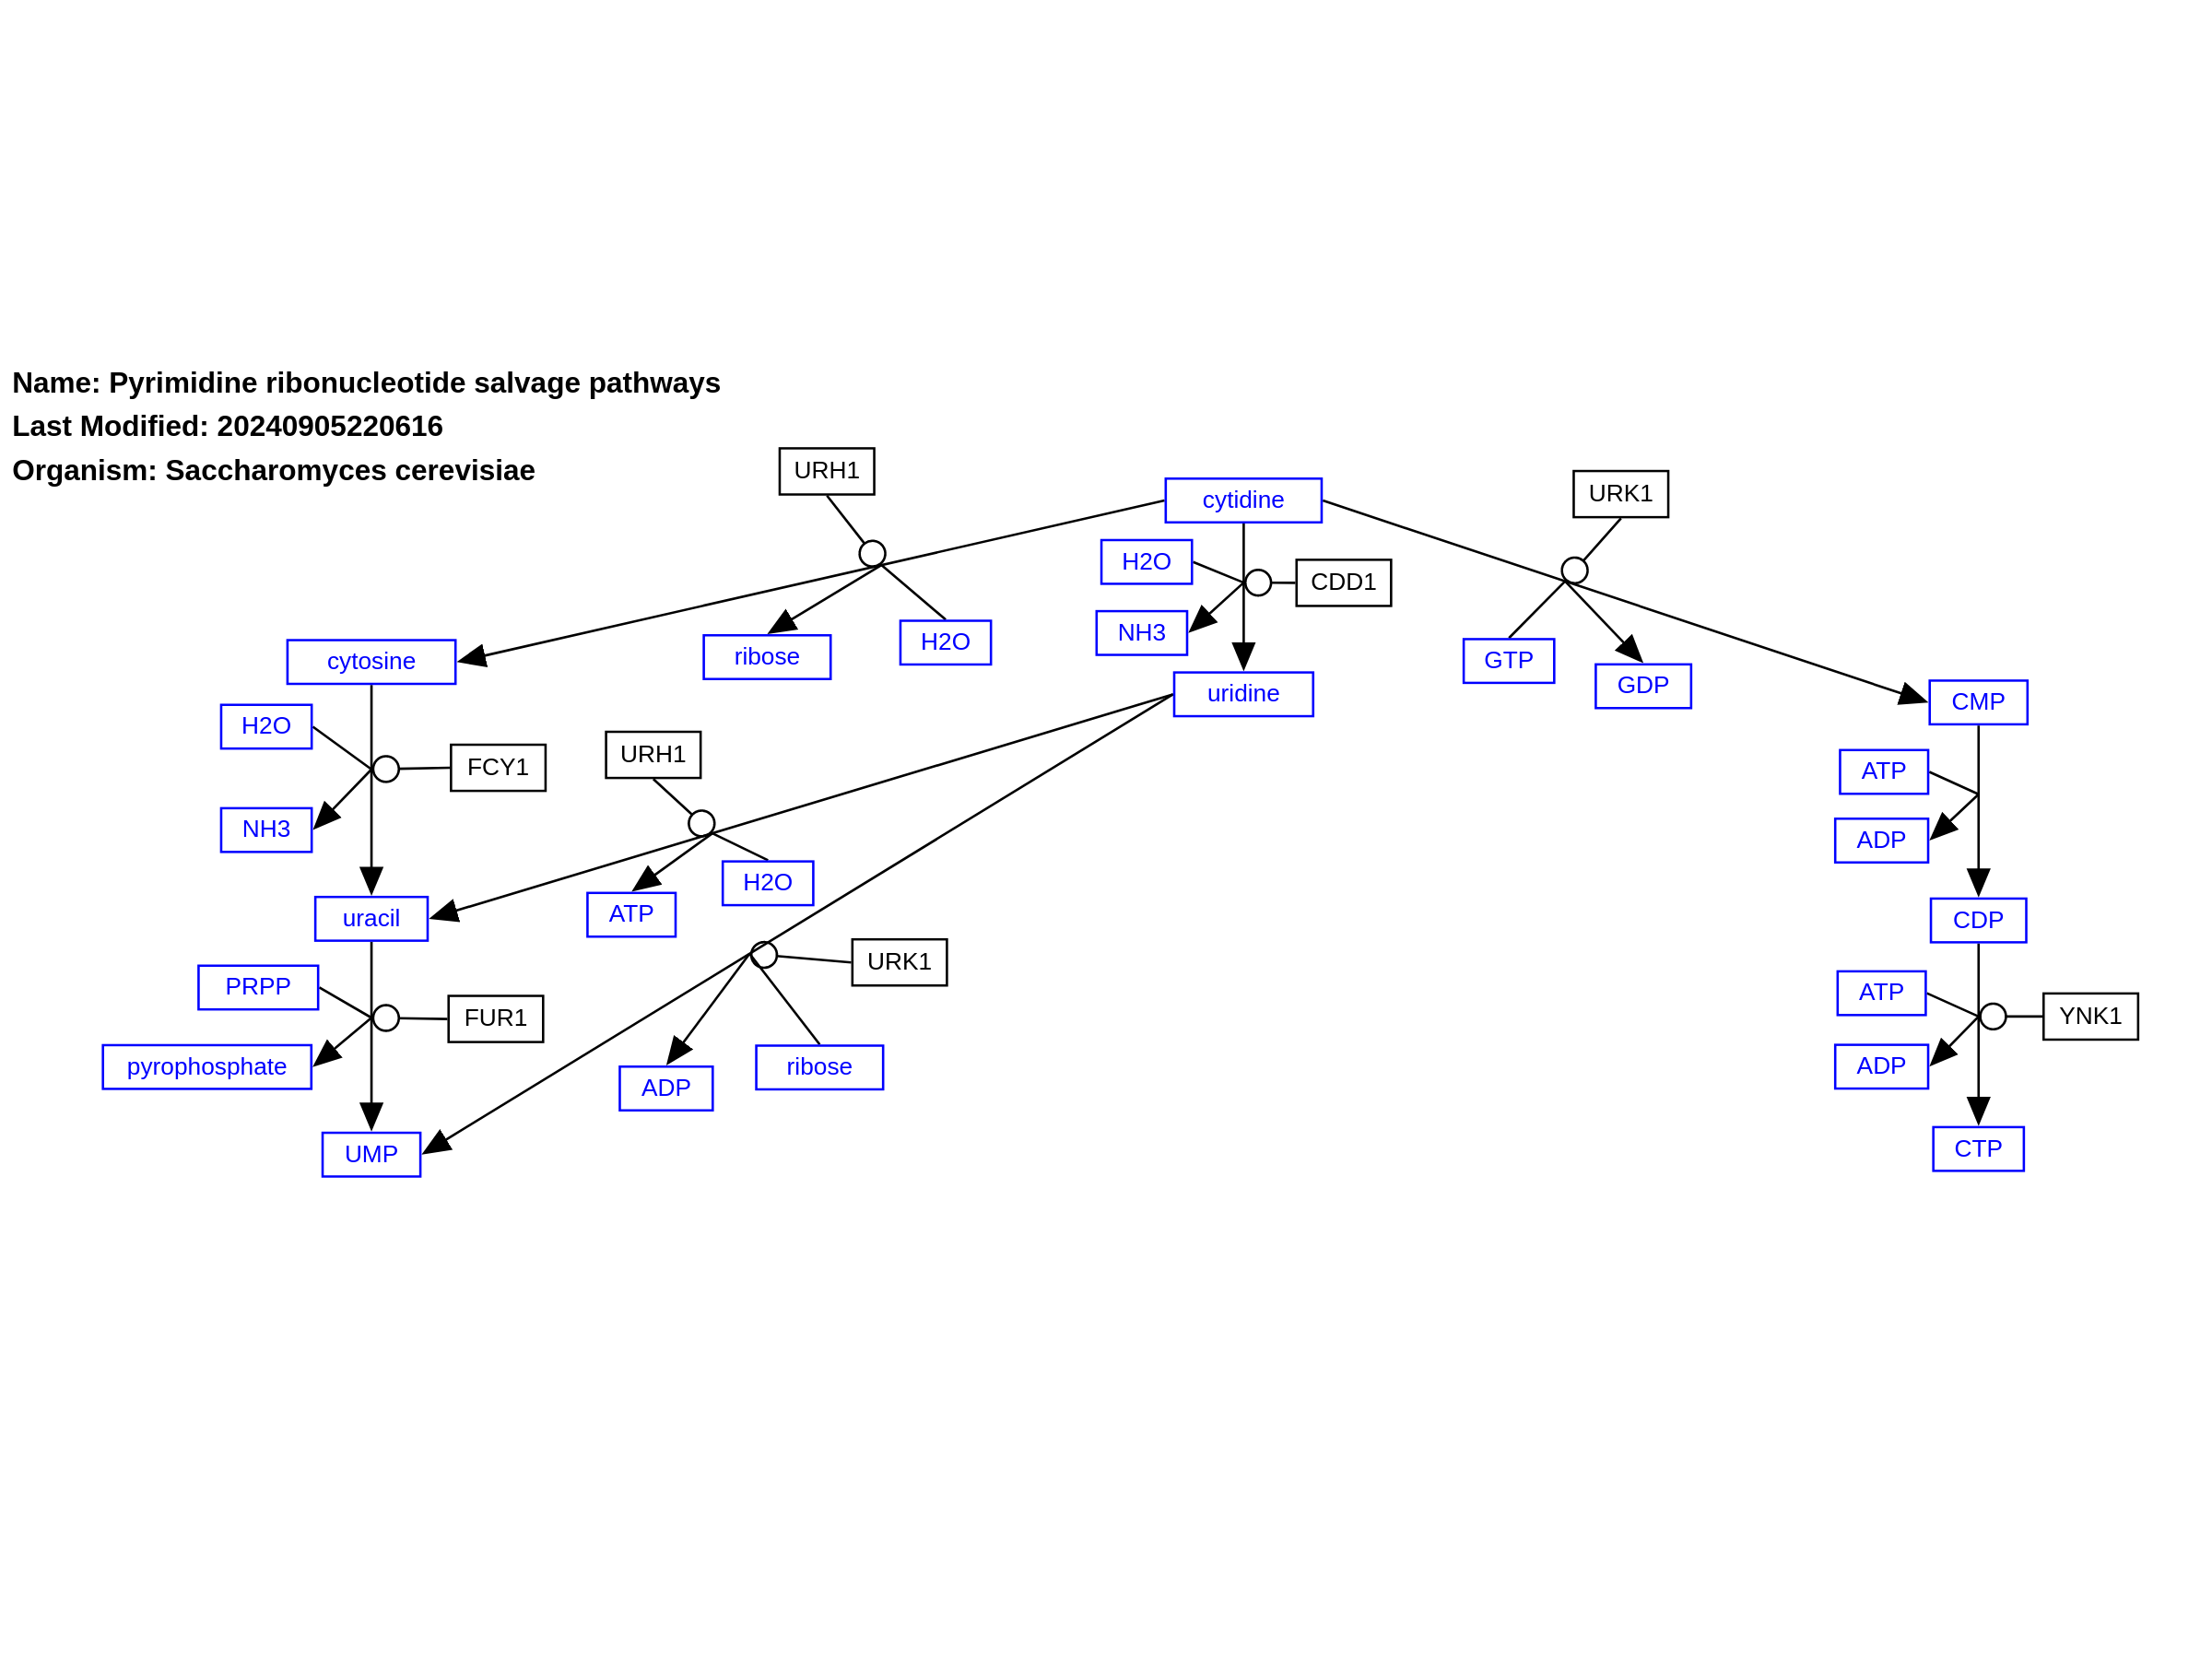 Name: Pyrimidine ribonucleotide salvage pathways
Last Modified: 20240905220616
Organism: Saccharomyces cerevisiae
URH1
cytidine
URK1
H2O
CDD1
NH3
H2O
ribose
cytosine
GTP
GDP
uridine
CMP
H2O
FCY1
URH1
ATP
NH3
ADP
H2O
ATP
uracil
CDP
URK1
PRPP
ATP
FUR1
YNK1
pyrophosphate
ribose
ADP
ADP
UMP
CTP